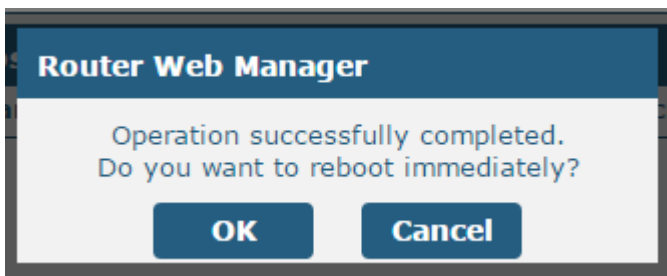 Router Web Manager
Operation successfully completed.
Do you want to reboot immediately?
OK Cancel